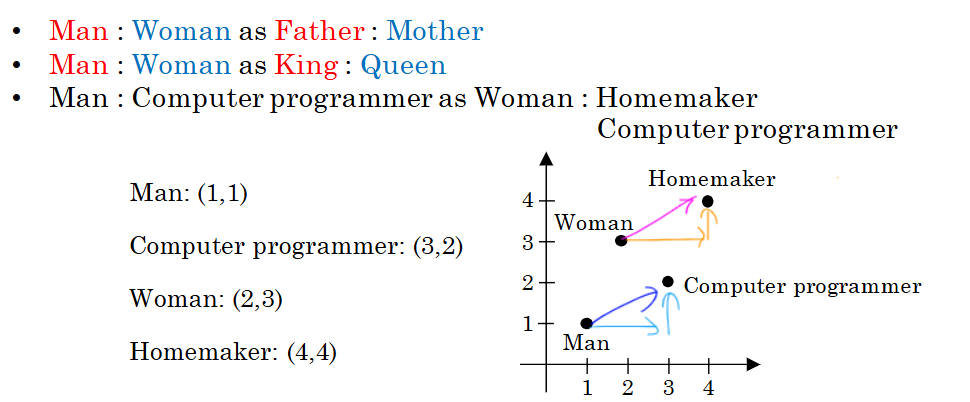 • Man : Woman as Father : Mother
• Man : Woman as King : Queen
• Man : Computer programmer as Woman : Homemaker
Computer programmer
Man: (1,1)
Computer programmer: (3,2)
Woman: (2,3)
Homemaker: (4,4)
Homemaker
4
Woman
3
2
Computer programmer
1
Man
1 2 3 4